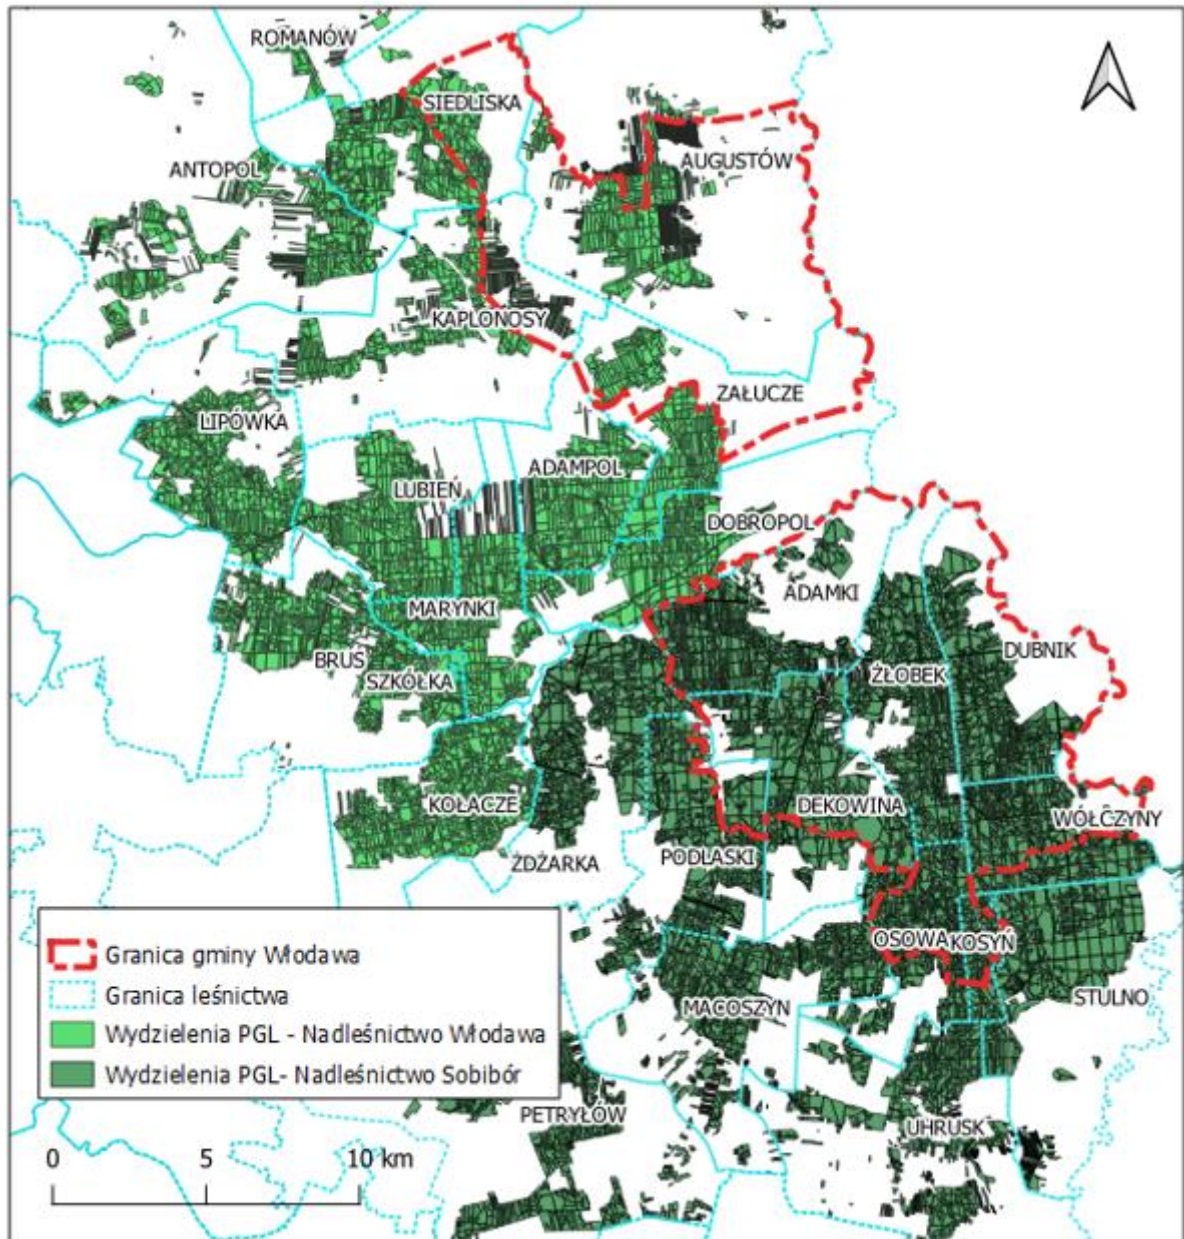 ROMANÓW
SIEDLISKA
AUGUSTÓW
ANTOPOL
KAPLONOSY
ZAŁUCZE
LIPÓWKA
ADAMPOL
LUBIEŃ
DOBROPOL
ADAMKI
MARYNKI
DUBNIK
BRUS
SZKÓŁKA
ŻŁOBEK
KOŁACZE
DEKOWINA
WÓŁCZYNY
ZDŻARKA
PODLASKI
OSOWA
KOSYŃ
MACOSZYN
STULNO
PETRYŁÓW
UHRUSK
Granica gminy Włodawa
Granica leśnictwa
Wydzielenia PGL - Nadleśnictwo Włodawa
Wydzielenia PGL- Nadleśnictwo Sobibór
0 5 10 km